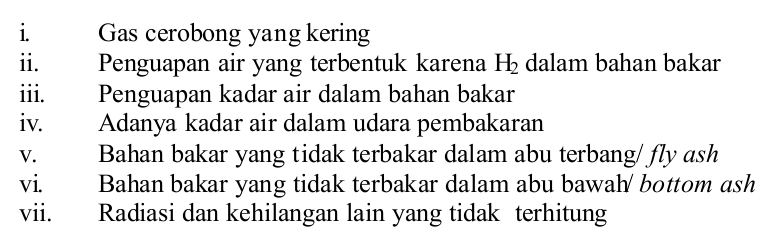 i. Gas cerobong yang kering
ii. Penguapan air yang terbentuk karena H2 dalam bahan bakar
iii. Penguapan kadar air dalam bahan bakar
iv. Adanya kadar air dalam udara pembakaran
v. Bahan bakar yang tidak terbakar dalam abu terbang/ fly ash
vi. Bahan bakar yang tidak terbakar dalam abu bawah/ bottom ash
vii. Radiasi dan kehilangan lain yang tidak terhitung